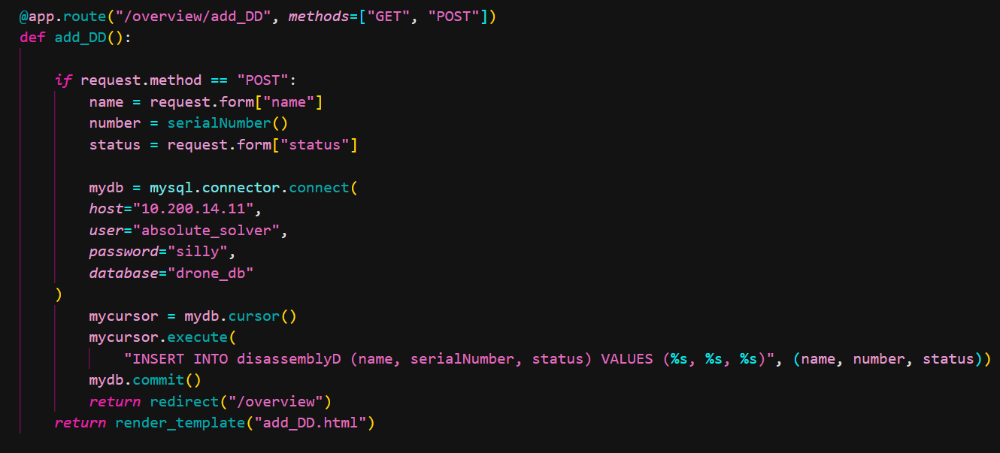 @app.route("/overview/add_DD", methods=["GET", "POST"])
def add_DD():
if request.method == "POST":
name = request.form["name"]
number = serialNumber()
status = request.form["status"]
mydb = mysql.connector.connect(
host="10.200.14.11",
user="absolute_solver",
password="silly",
database="drone_db"
)
mycursor = mydb.cursor()
mycursor.execute(
"INSERT INTO disassemblyD (name, serialNumber, status) VALUES (%s, %s, %s)", (name, number, status))
mydb.commit()
return redirect("/overview")
return render_template("add_DD.html")